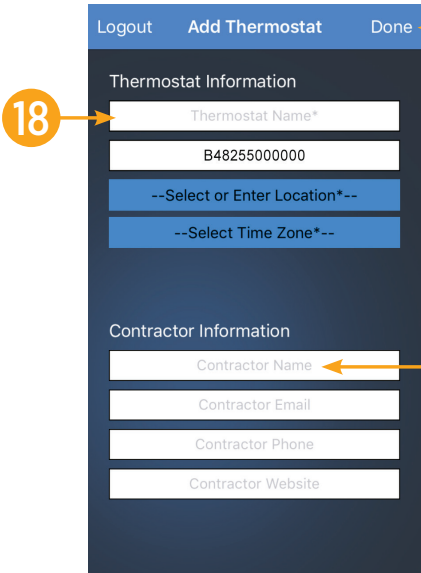 Logout Add Thermostat Done
Thermostat Information
18
Thermostat Name*
B48255000000
--Select or Enter Location*--
--Select Time Zone*--
Contractor Information
Contractor Name
Contractor Email
Contractor Phone
Contractor Website